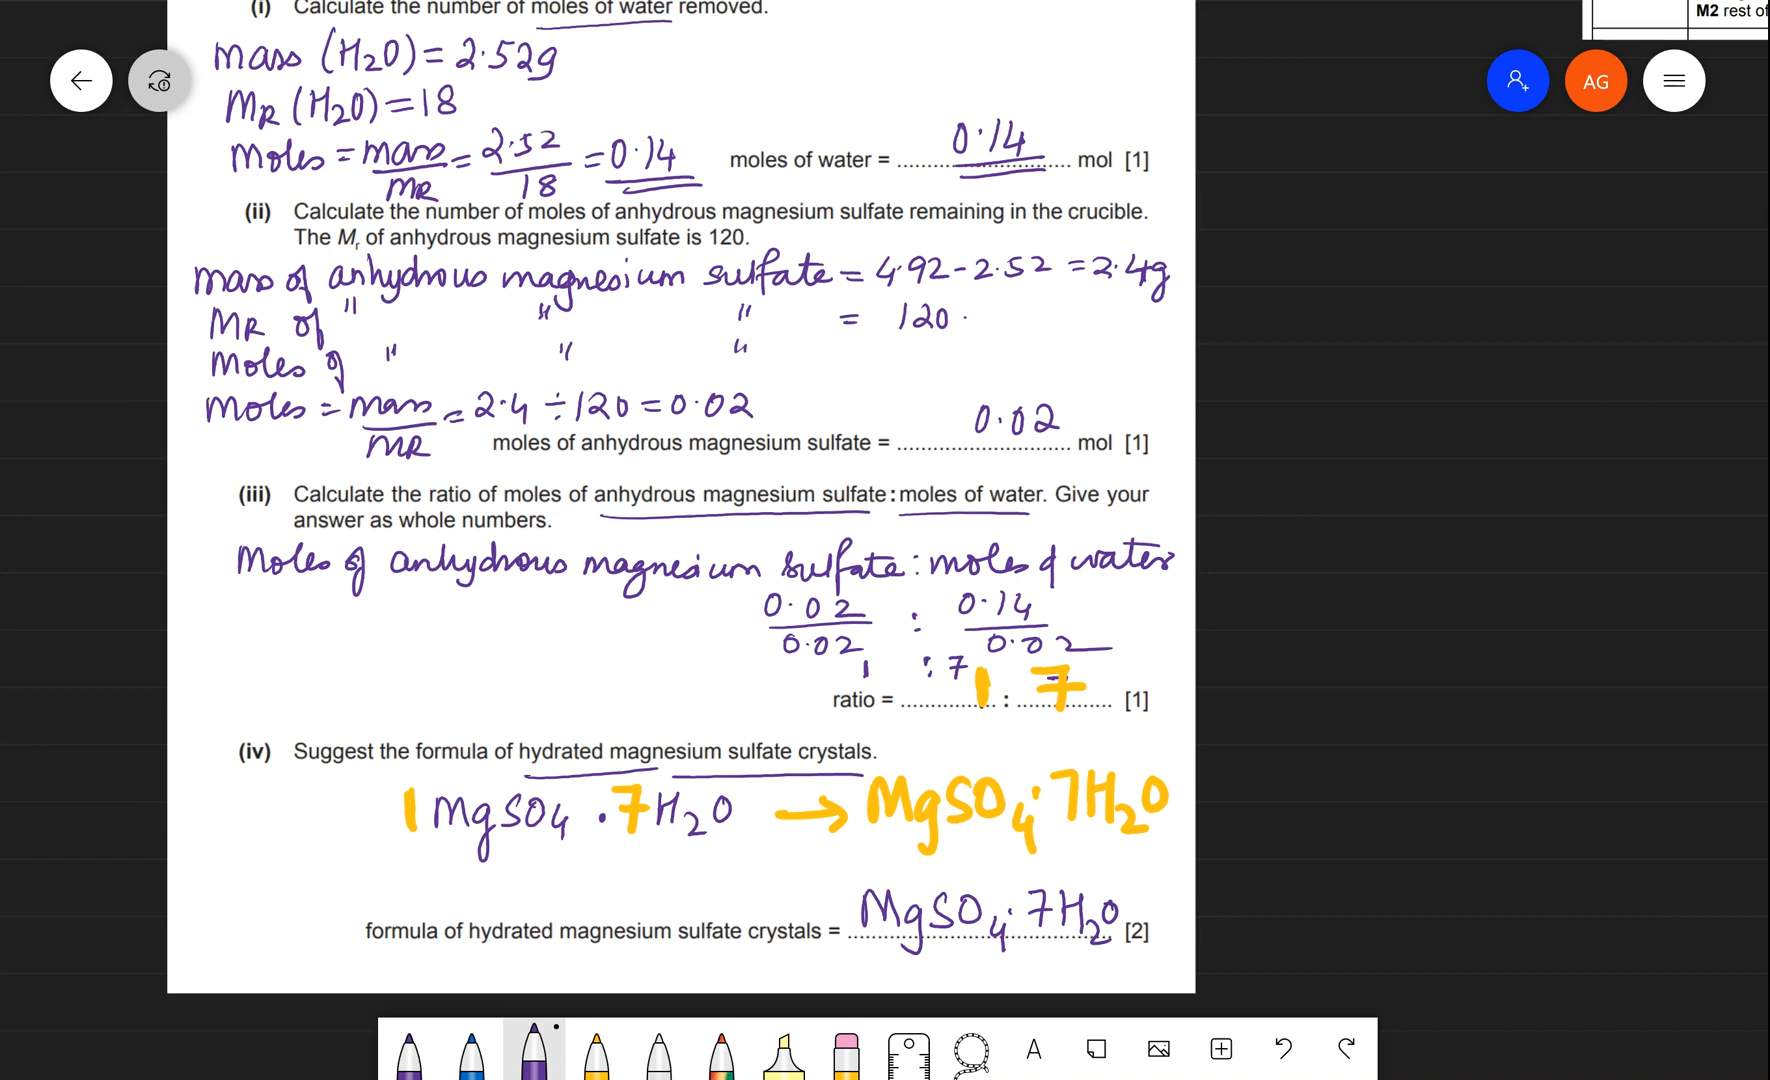 (i) Calculate the number of moles of water removed.
M2 rest of
mass (H2O) = 2.52g
MR (H2O) = 18
AG
moles = mass/MR = 2.52/18 = 0.14
moles of water = 0.14 mol [1]
(ii) Calculate the number of moles of anhydrous magnesium sulfate remaining in the crucible.
The Mr of anhydrous magnesium sulfate is 120.
mass of anhydrous magnesium sulfate = 4.92 - 2.52 = 2.4g
MR of " " " = 120.
moles of " " "
moles = mass/MR = 2.4 ÷ 120 = 0.02
moles of anhydrous magnesium sulfate = 0.02 mol [1]
(iii) Calculate the ratio of moles of anhydrous magnesium sulfate : moles of water. Give your
answer as whole numbers.
Moles of anhydrous magnesium sulfate : moles of water
0.02/0.02 : 0.14/0.02
1 : 7
ratio = 1 : 7 [1]
(iv) Suggest the formula of hydrated magnesium sulfate crystals.
1 MgSO4 . 7H2O → MgSO4.7H2O
formula of hydrated magnesium sulfate crystals = MgSO4.7H2O [2]
A